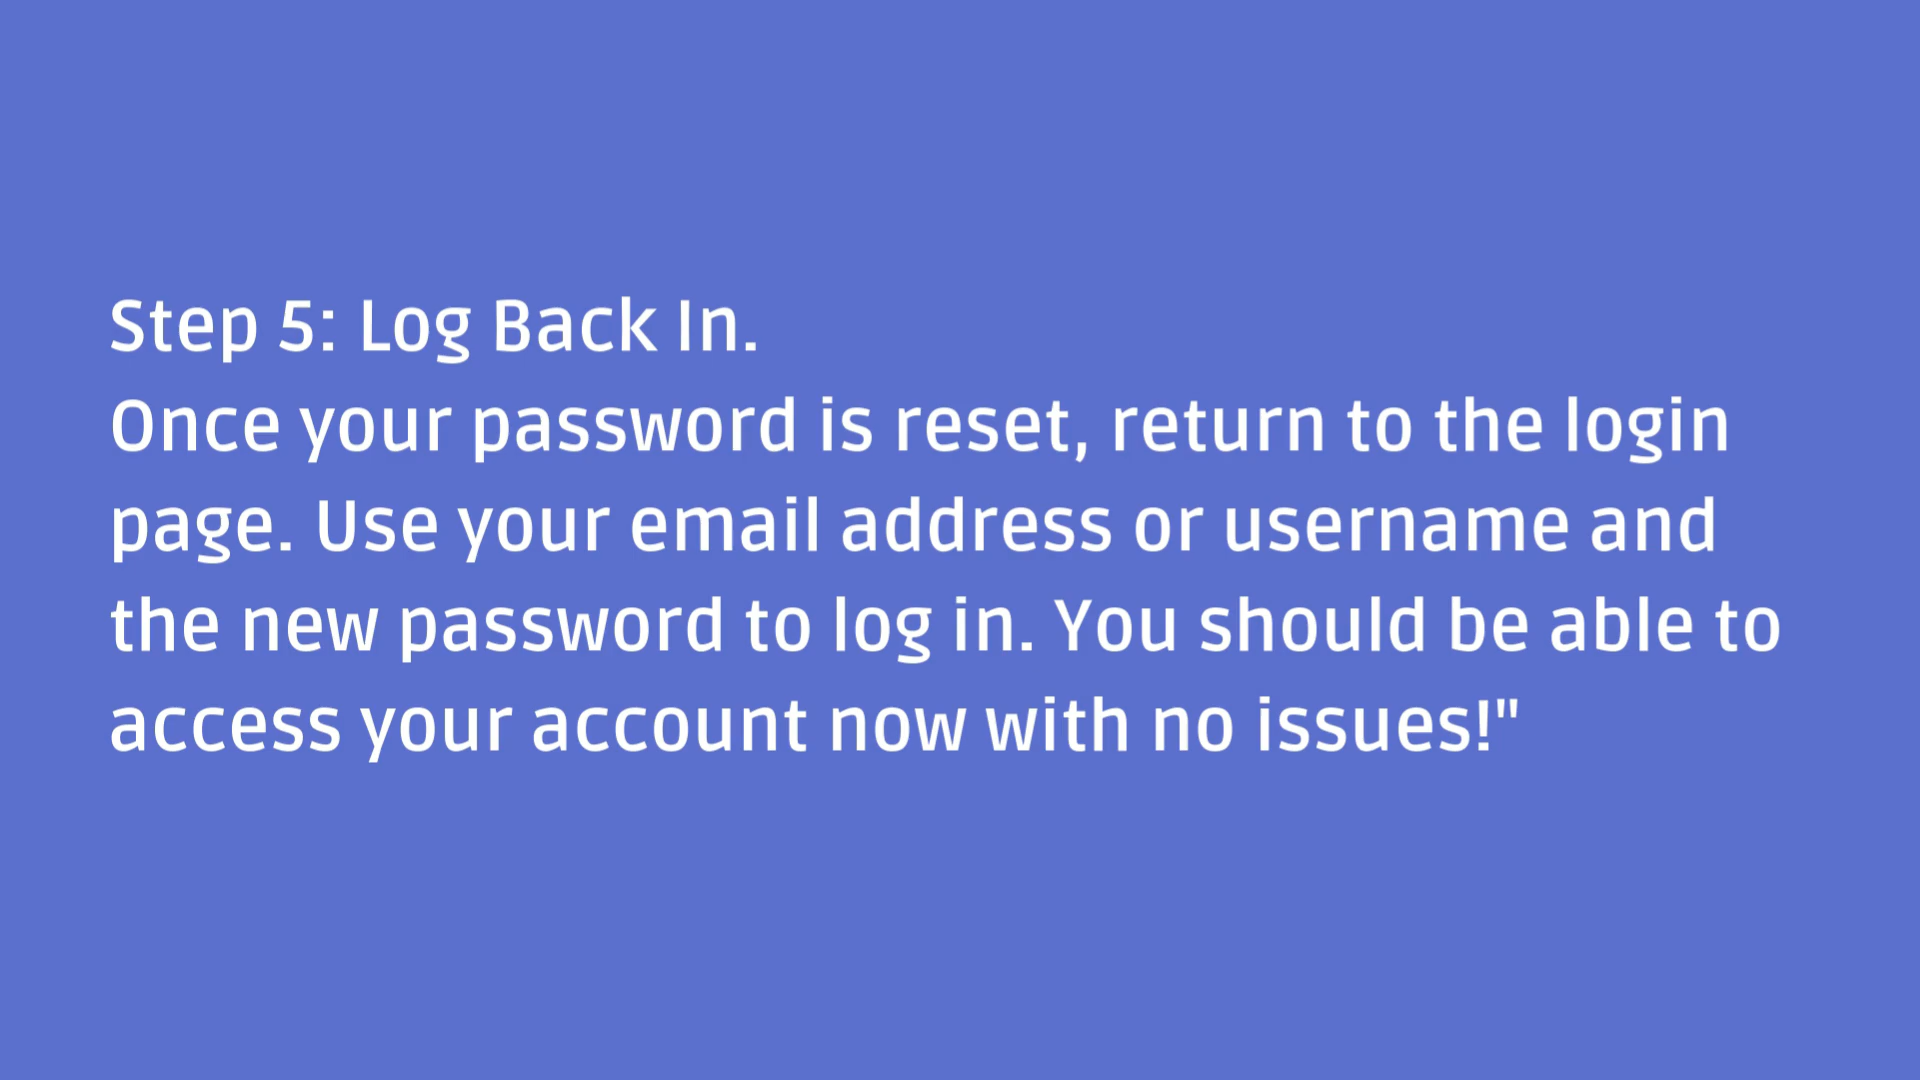 Step 5: Log Back In.
Once your password is reset, return to the login
page. Use your email address or username and
the new password to log in. You should be able to
access your account now with no issues!"